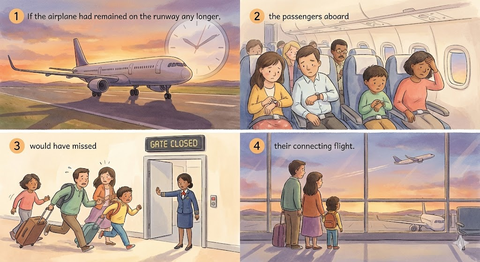 1 If the airplane had remained on the runway any longer,
2 the passengers aboard
3 would have missed
GATE CLOSED
4 their connecting flight.